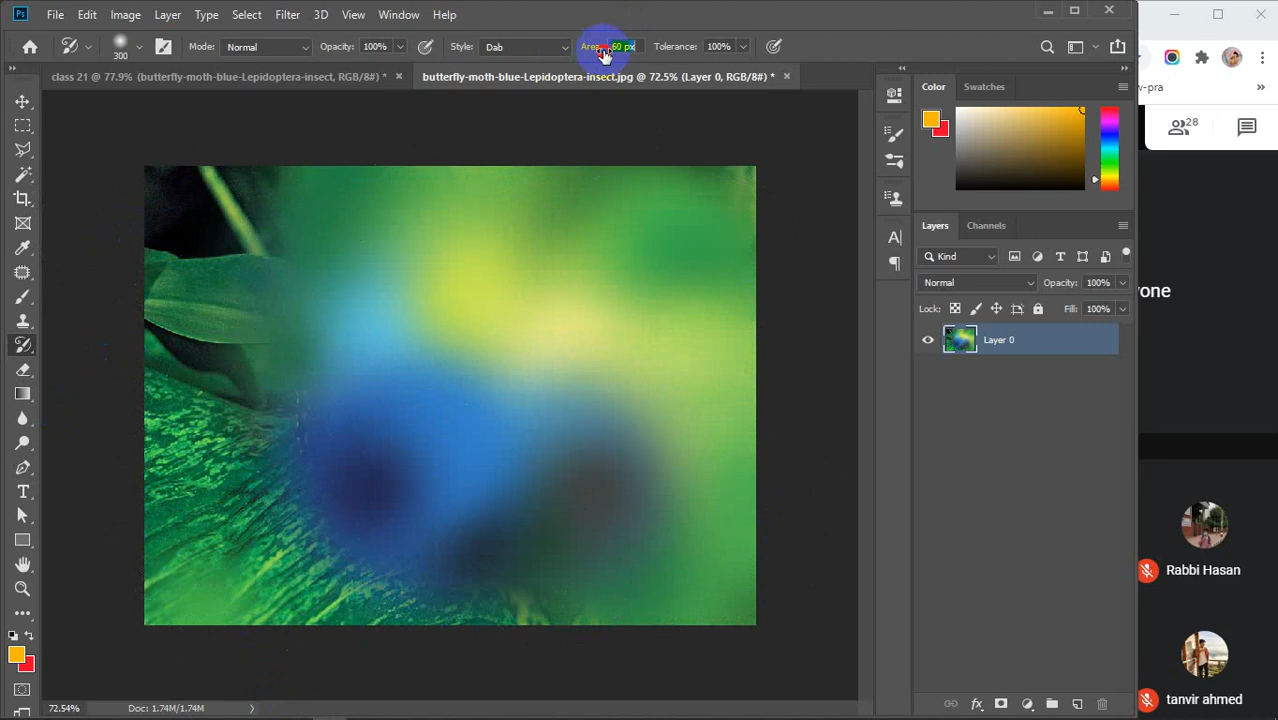 Ps File Edit Image Layer Type Select Filter 3D View Window Help
300 Mode: Normal Opacity: 100% Style: Dab Area: 60 px Tolerance: 100%
class 21 @ 77.9% (butterfly-moth-blue-Lepidoptera-insect, RGB/8#) * ×
butterfly-moth-blue-Lepidoptera-insect.jpg @ 72.5% (Layer 0, RGB/8#) * ×
Color Swatches
w-pra
28
Layers Channels
Kind
Normal Opacity: 100%
Lock: Fill: 100%
Layer 0
yone
Rabbi Hasan
tanvir ahmed
72.54% Doc: 1.74M/1.74M